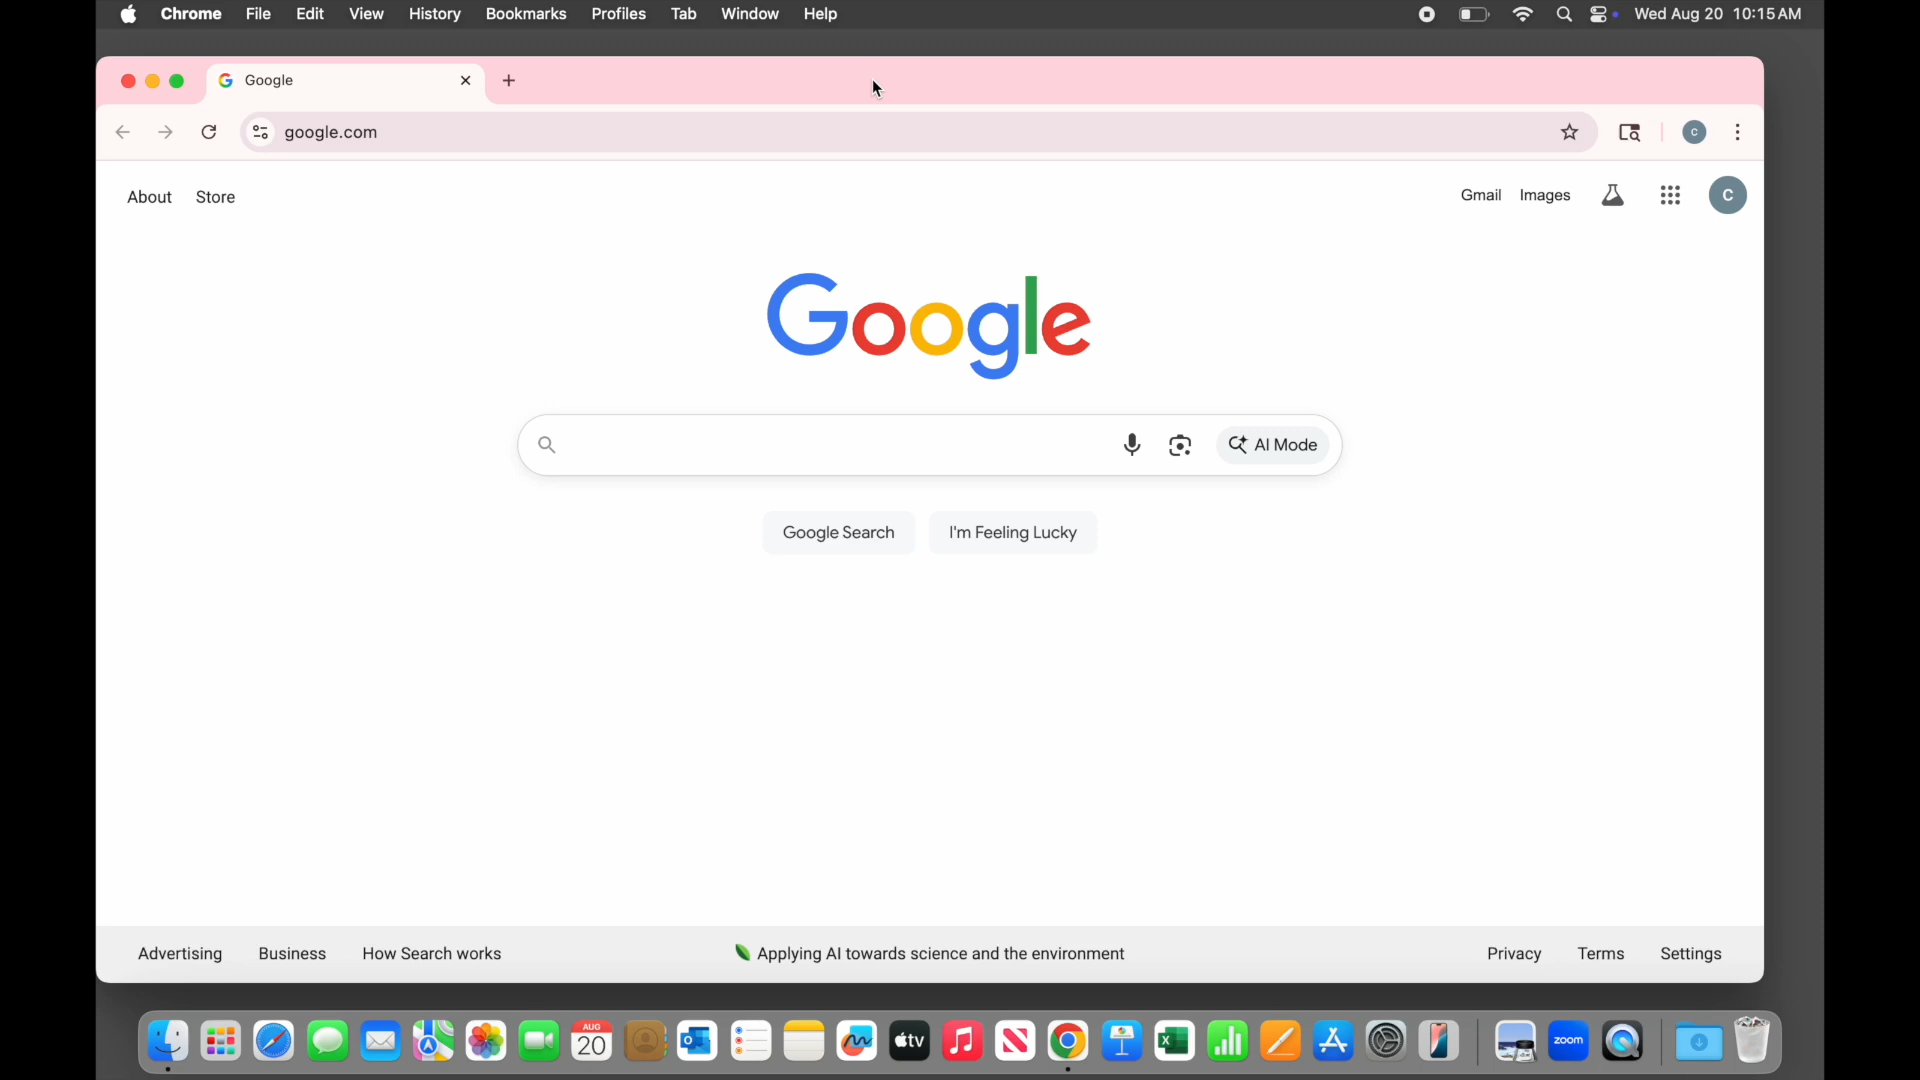 Chrome File Edit View History Bookmarks Profiles Tab Window Help Wed Aug 20 10:15 AM
Google
google.com
C
About Store Gmail Images C
Google
AI Mode
Google Search I'm Feeling Lucky
Advertising Business How Search works Applying AI towards science and the environment Privacy Terms Settings
AUG
20
tv
zoom